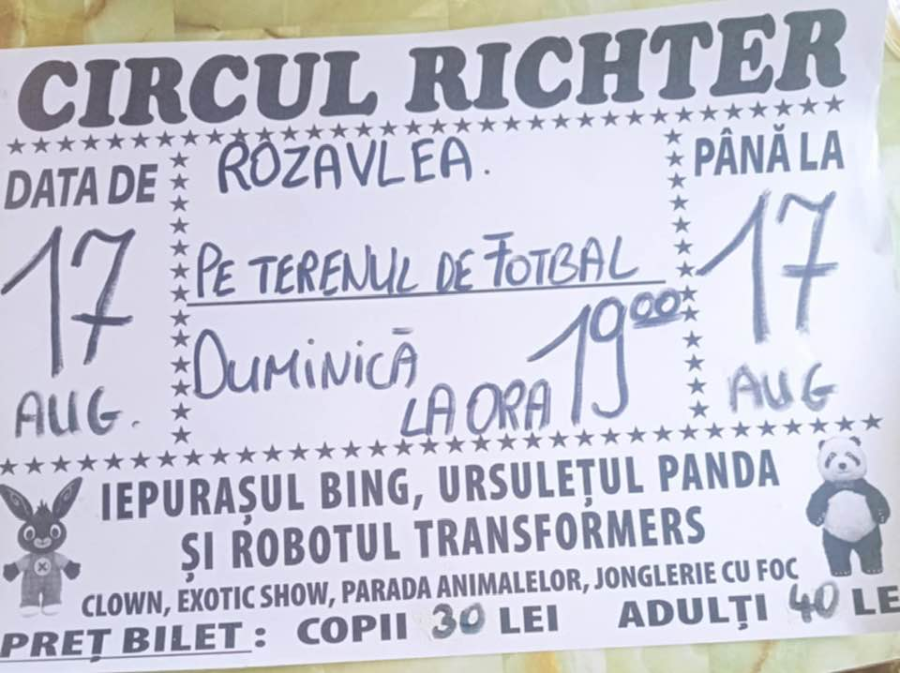 CIRCUL RICHTER
DATA DE
17
AUG.
ROZAVLEA.
PE TERENUL DE FOTBAL
DUMINICĂ
LA ORA 19⁰⁰
PÂNĂ LA
17
AUG
IEPURAȘUL BING, URSULEȚUL PANDA
ȘI ROBOTUL TRANSFORMERS
CLOWN, EXOTIC SHOW, PARADA ANIMALELOR, JONGLERIE CU FOC
PREȚ BILET: COPII 30 LEI ADULȚI 40 LE